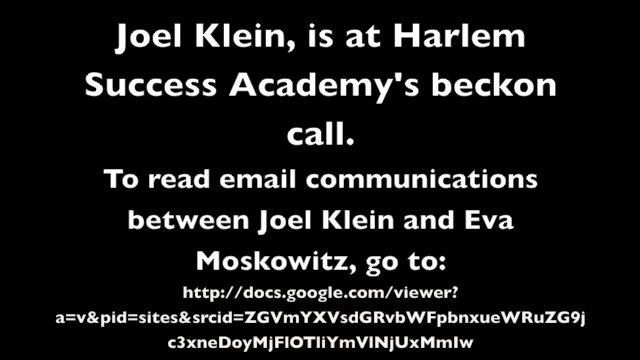 Joel Klein, is at Harlem
Success Academy's beckon
call.
To read email communications
between Joel Klein and Eva
Moskowitz, go to:
http://docs.google.com/viewer?
a=v&pid=sites&srcid=ZGVmYXVsdGRvbWFpbnxueWRuZG9j
c3xneDoyMjFlOTliYmVlNjUxMmIw